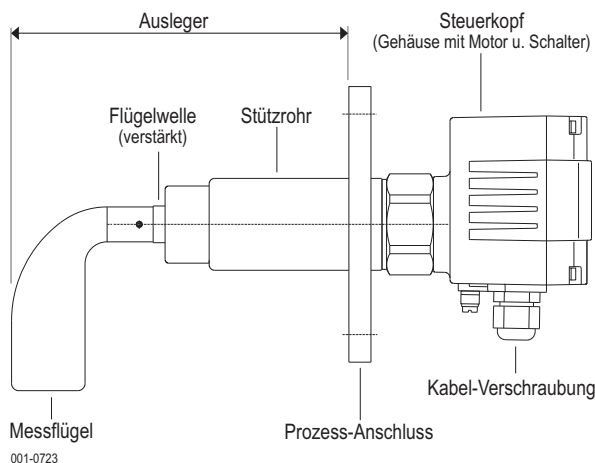 Ausleger
Steuerkopf
(Gehäuse mit Motor u. Schalter)
Flügelwelle
(verstärkt)
Stützrohr
Kabel-Verschraubung
Messflügel
Prozess-Anschluss
001-0723